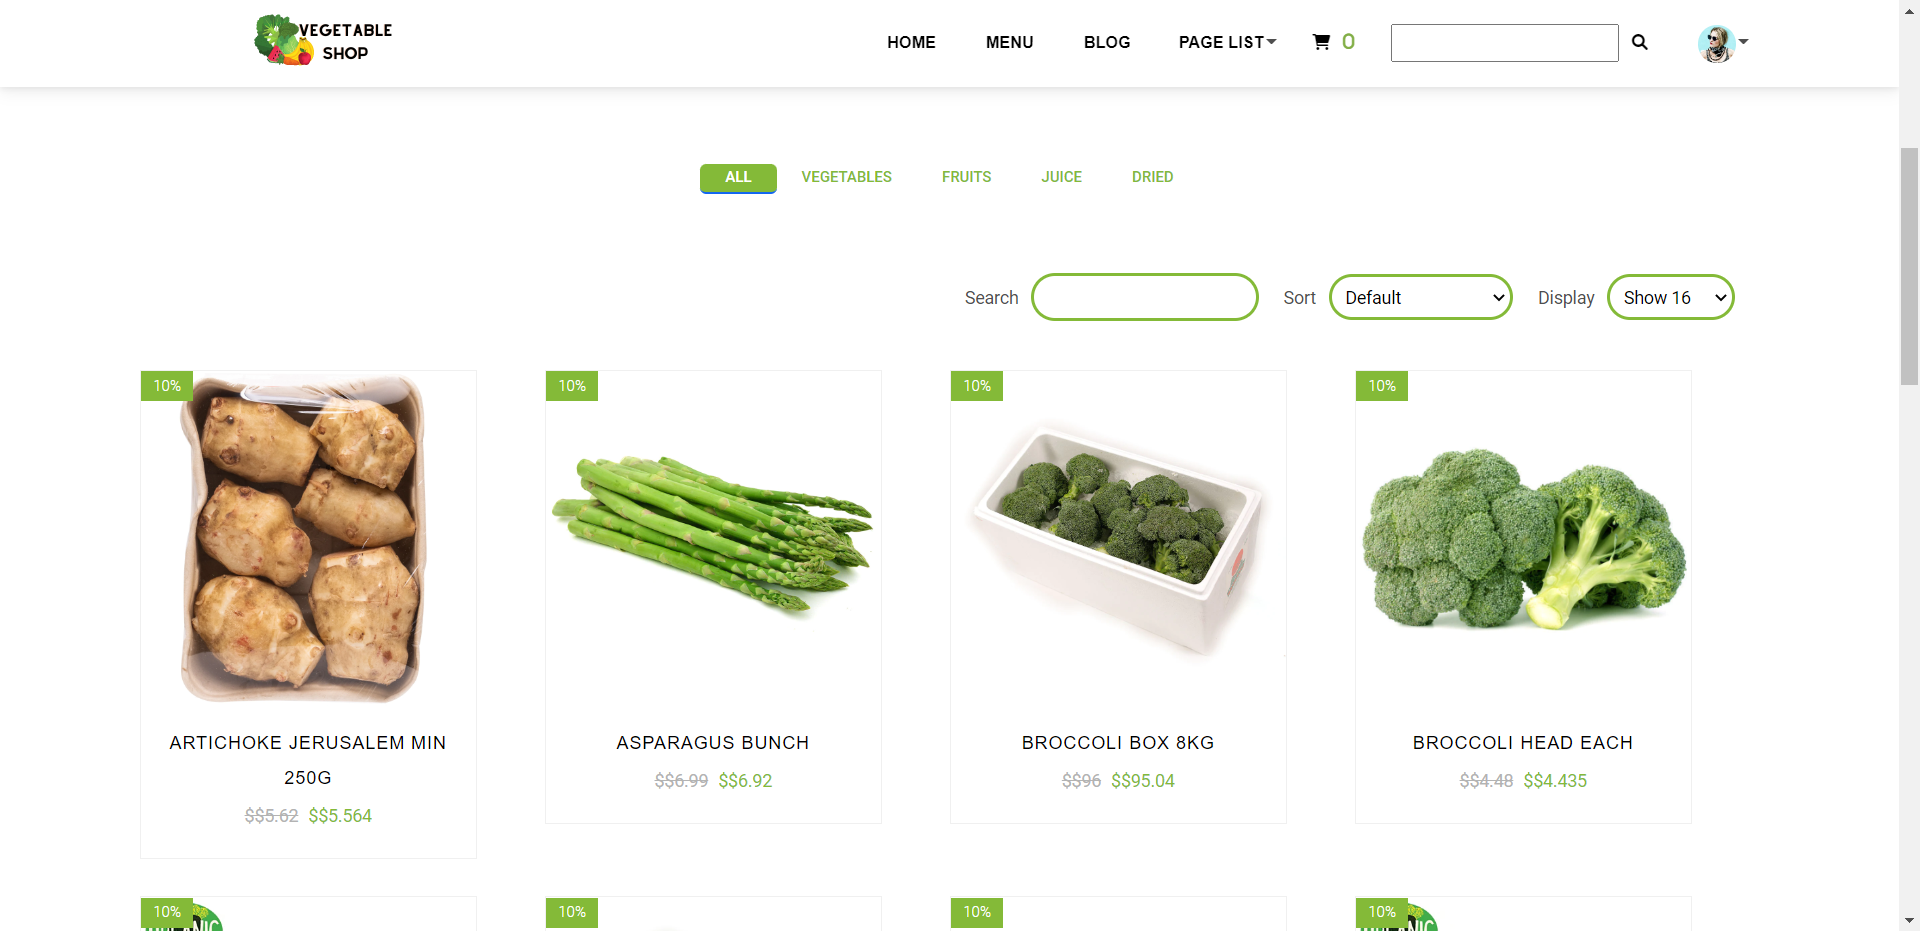 VEGETABLE
SHOP
HOME
MENU
BLOG
PAGE LIST
0
ALL
VEGETABLES
FRUITS
JUICE
DRIED
Search
Sort
Default
Display
Show 16
10%
10%
10%
10%
ARTICHOKE JERUSALEM MIN
250G
$$5.62 $$5.564
ASPARAGUS BUNCH
$$6.99 $$6.92
BROCCOLI BOX 8KG
$$96 $$95.04
BROCCOLI HEAD EACH
$$4.48 $$4.435
10%
10%
10%
10%